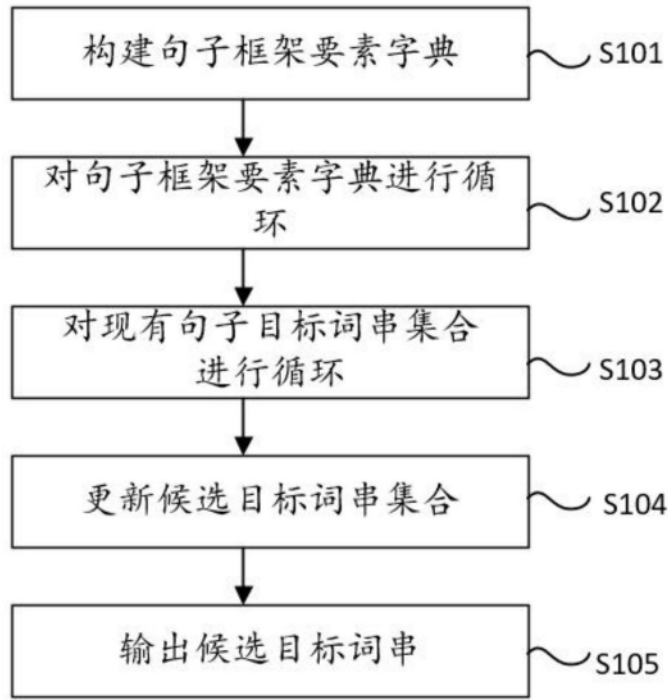 构建句子框架要素字典
S101
对句子框架要素字典进行循
环
S102
对现有句子目标词串集合
进行循环
S103
更新候选目标词串集合
S104
输出候选目标词串
S105